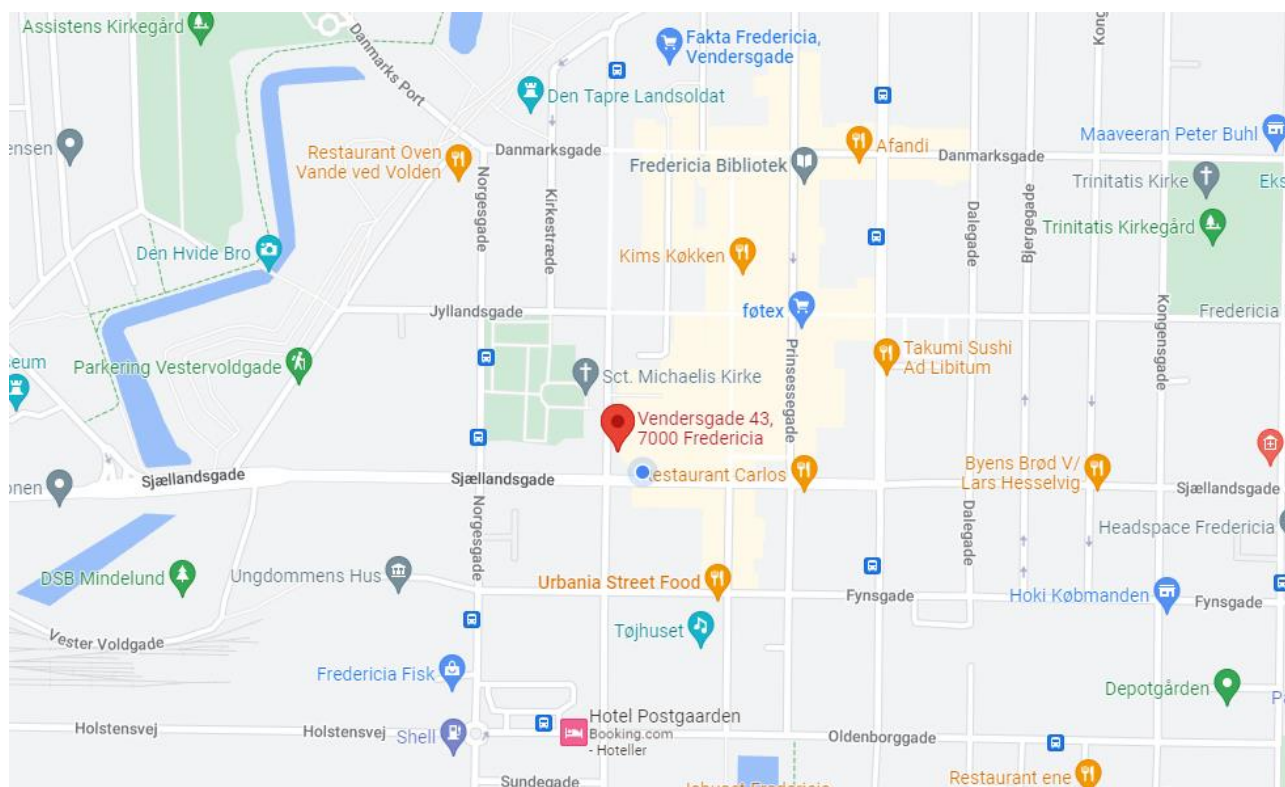 Assistens Kirkegård
Fakta Fredericia,
Vendersgade
Kong
Danmarks Port
Den Tapre Landsoldat
ensen
Restaurant Oven
Vande ved Volden
Danmarksgade
Afandi
Maaveeran Peter Buhl
Danmarksgade
Fredericia Bibliotek
Trinitatis Kirke
Eks
Norgesgade
Kirkestræde
Dalegade
Bjergegade
Trinitatis Kirkegård
Den Hvide Bro
Kims Køkken
Jyllandsgade
føtex
Kongensgade
Fredericia
Prinsessegade
Takumi Sushi
Ad Libitum
seum
Parkering Vestervoldgade
Sct. Michaelis Kirke
Vendersgade 43,
7000 Fredericia
Sjællandsgade
Sjællandsgade
Restaurant Carlos
Byens Brød V/
Lars Hesselvig
Sjællandsgade
onen
Norgesgade
Dalegade
Headspace Fredericia
DSB Mindelund
Ungdommens Hus
Urbania Street Food
Fynsgade
Hoki Købmanden
Fynsgade
Vester Voldgade
Tøjhuset
Fredericia Fisk
Depotgården
Pa
Holstensvej
Holstensvej
Shell
Hotel Postgaarden
Booking.com
- Hoteller
Oldenborggade
Sundegade
Restaurant ene